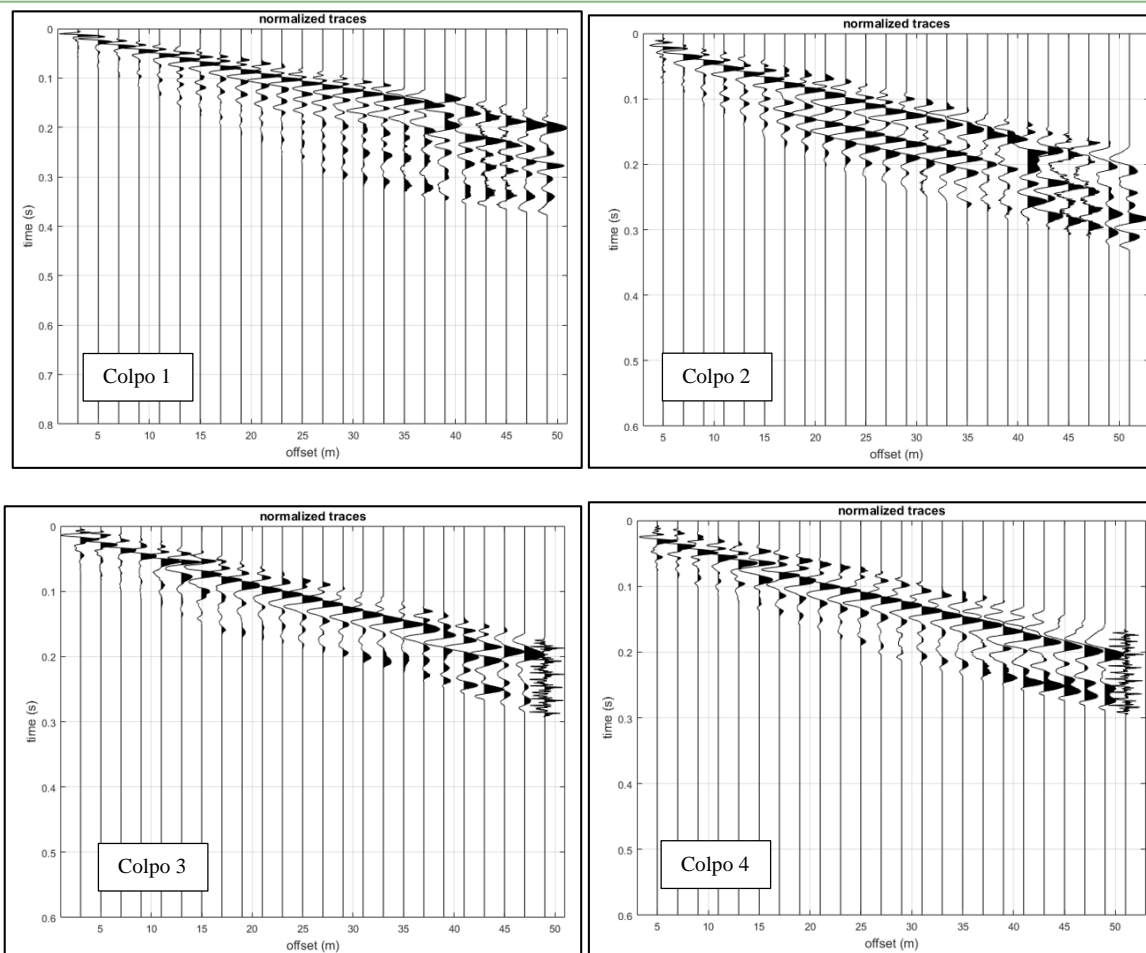 normalized traces
0
0.1
0.2
0.3
0.4
0.5
0.6
0.7
0.8
time (s)
5 10 15 20 25 30 35 40 45 50
offset (m)
Colpo 1
normalized traces
0
0.1
0.2
0.3
0.4
0.5
0.6
time (s)
5 10 15 20 25 30 35 40 45 50
offset (m)
Colpo 2
normalized traces
0
0.1
0.2
0.3
0.4
0.5
0.6
time (s)
5 10 15 20 25 30 35 40 45 50
offset (m)
Colpo 3
normalized traces
0
0.1
0.2
0.3
0.4
0.5
0.6
time (s)
5 10 15 20 25 30 35 40 45 50
offset (m)
Colpo 4